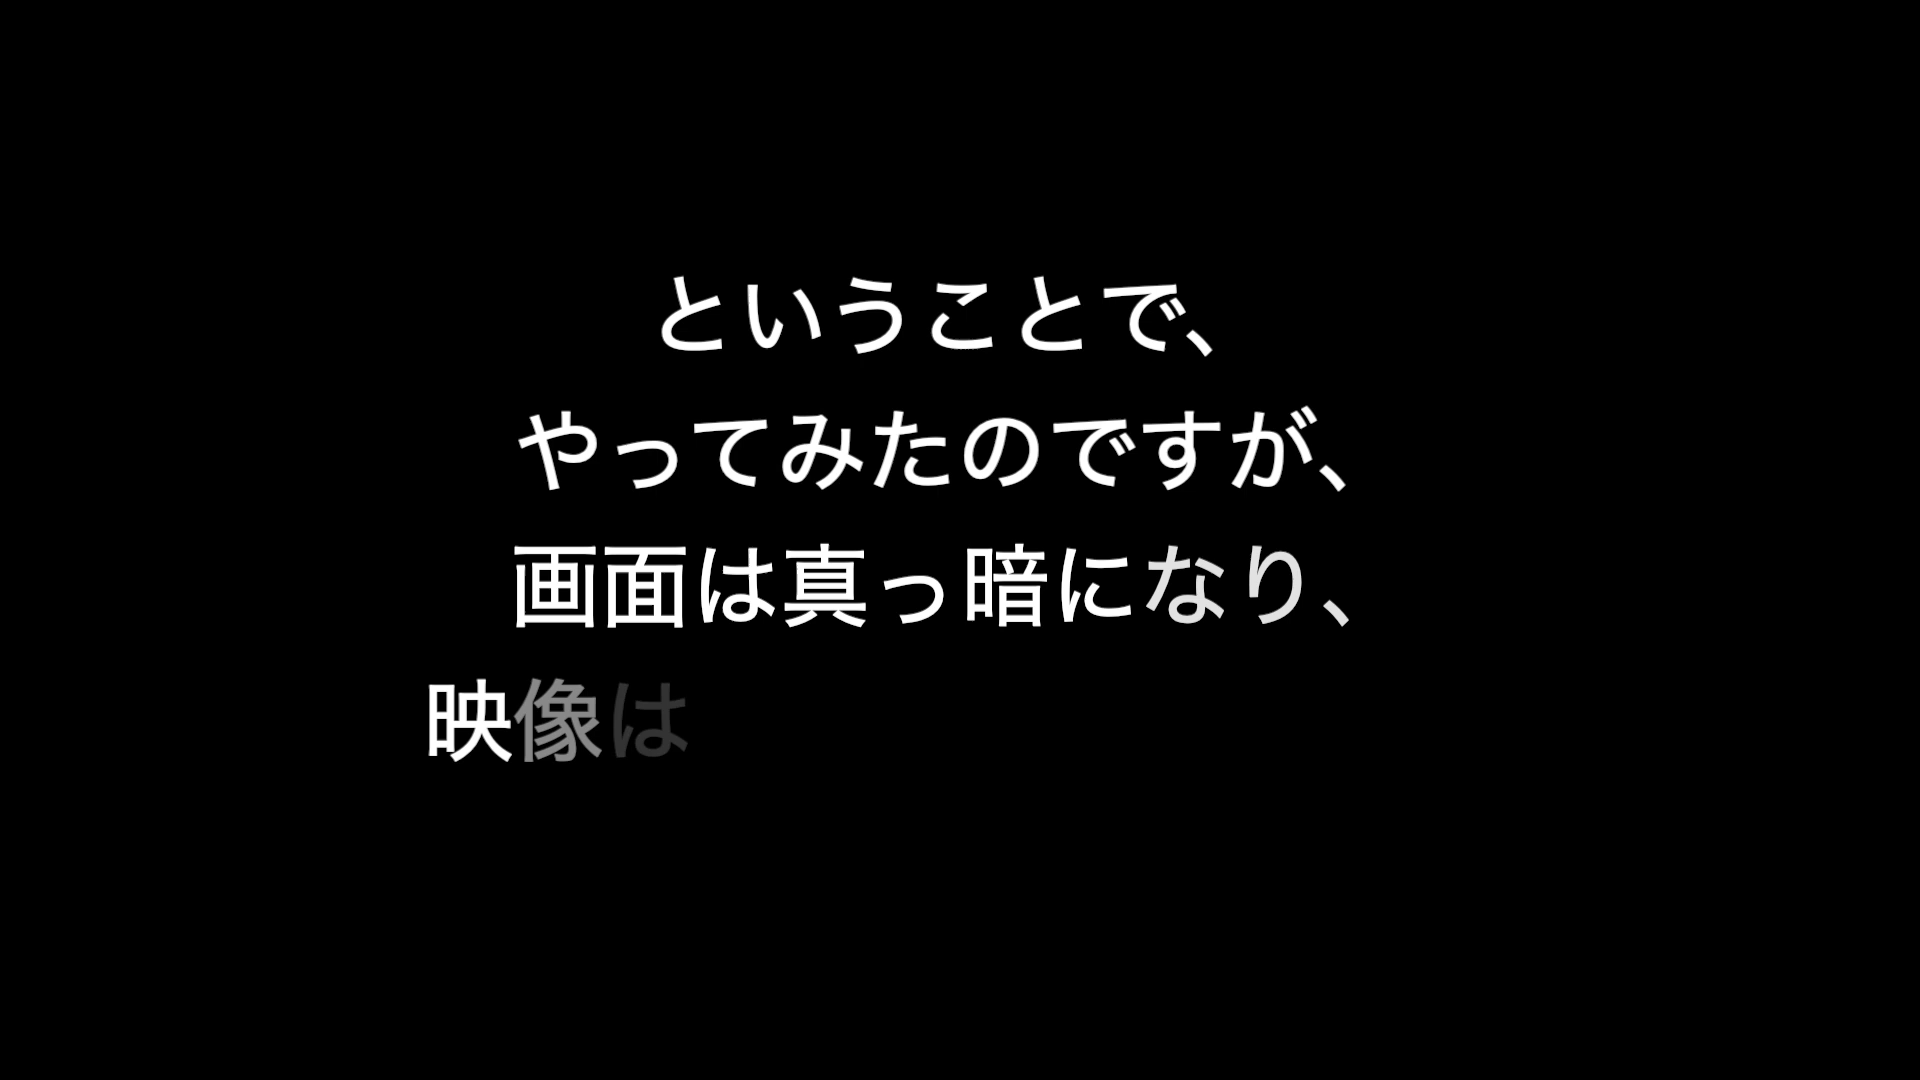 ということで、
やってみたのですが、
画面は真っ暗になり、
映像は